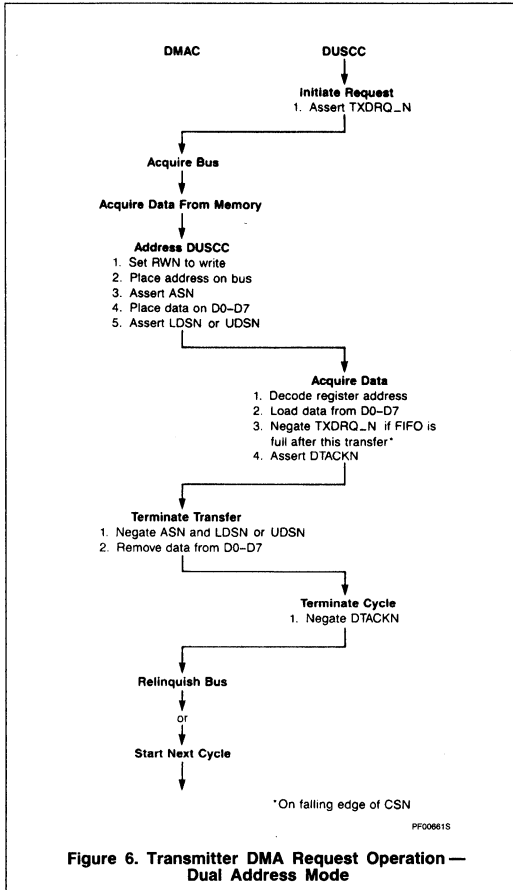 DMAC DUSCC
Initiate Request
1. Assert TXDRQ_N
Acquire Bus
Acquire Data From Memory
Address DUSCC
1. Set RWN to write
2. Place address on bus
3. Assert ASN
4. Place data on D0–D7
5. Assert LDSN or UDSN
Acquire Data
1. Decode register address
2. Load data from D0–D7
3. Negate TXDRQ_N if FIFO is
full after this transfer*
4. Assert DTACKN
Terminate Transfer
1. Negate ASN and LDSN or UDSN
2. Remove data from D0–D7
Terminate Cycle
1. Negate DTACKN
Relinquish Bus
or
Start Next Cycle
*On falling edge of CSN
PF00661S
Figure 6. Transmitter DMA Request Operation —
Dual Address Mode